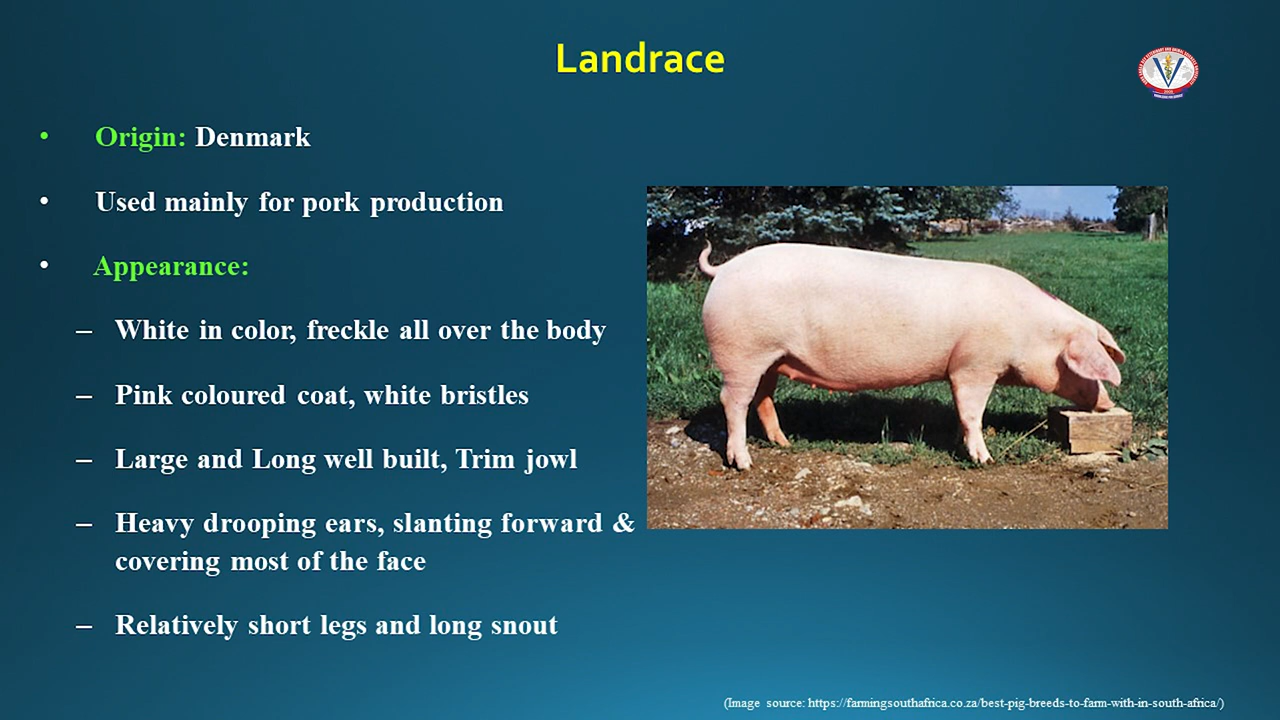 Landrace
• Origin: Denmark
• Used mainly for pork production
• Appearance:
– White in color, freckle all over the body
– Pink coloured coat, white bristles
– Large and Long well built, Trim jowl
– Heavy drooping ears, slanting forward &
covering most of the face
– Relatively short legs and long snout
(Image source: https://farmingsouthafrica.co.za/best-pig-breeds-to-farm-with-in-south-africa/)